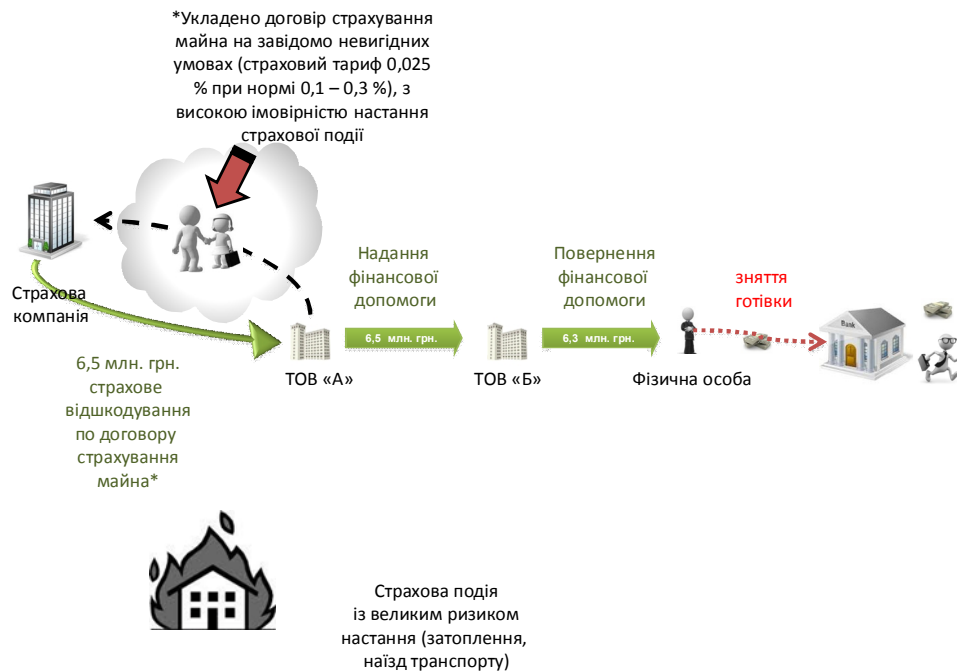 *Укладено договір страхування
майна на завідомо невигідних
умовах (страховий тариф 0,025
% при нормі 0,1 – 0,3 %), з
високою імовірністю настання
страхової події
Страхова
компанія
6,5 млн. грн.
страхове
відшкодування
по договору
страхування
майна*
ТОВ «А»
Надання
фінансової
допомоги
6,5 млн. грн.
ТОВ «Б»
Повернення
фінансової
допомоги
6,3 млн. грн.
Фізична особа
зняття
готівки
Bank
Страхова подія
із великим ризиком
настання (затоплення,
наїзд транспорту)